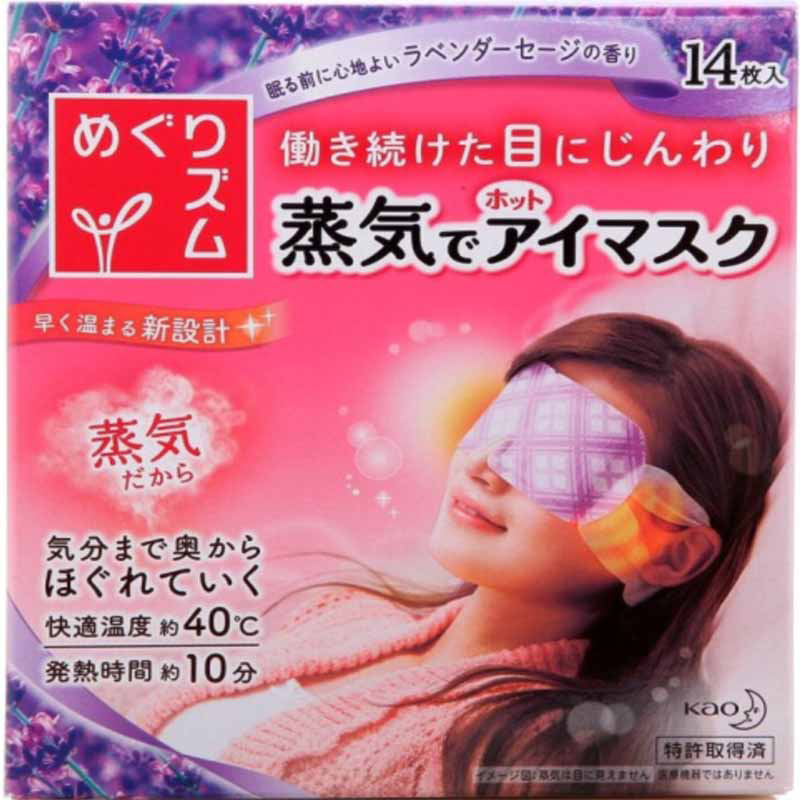 眠る前に心地よいラベンダーセージの香り
14枚入
めぐり
ズム
働き続けた目にじんわり
ホット
蒸気でアイマスク
早く温まる新設計
蒸気
だから
気分まで奥から
ほぐれていく
快適温度 約40℃
発熱時間 約10分
Kao
特許取得済
イメージ図:蒸気は目に見えません 医療機器ではありません